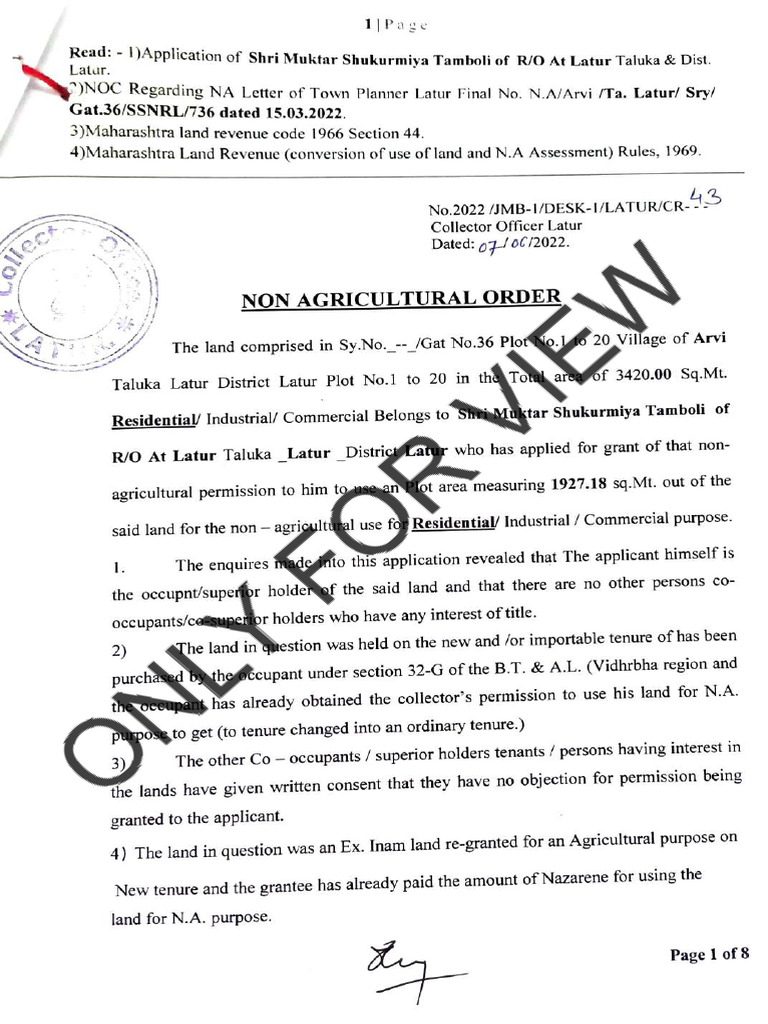 1 | P a g e
Read: - 1)Application of Shri Muktar Shukurmiya Tamboli of R/O At Latur Taluka & Dist.
Latur.
)NOC Regarding NA Letter of Town Planner Latur Final No. N.A/Arvi /Ta. Latur/ Sry/
Gat.36/SSNRL/736 dated 15.03.2022.
3)Maharashtra land revenue code 1966 Section 44.
4)Maharashtra Land Revenue (conversion of use of land and N.A Assessment) Rules, 1969.
No.2022 /JMB-1/DESK-1/LATUR/CR-43
Collector Officer Latur
Dated: 07/06/2022.
Collector Office
LATUR
NON AGRICULTURAL ORDER
The land comprised in Sy.No._--_/Gat No.36 Plot No.1 to 20 Village of Arvi
Taluka Latur District Latur Plot No.1 to 20 in the Total area of 3420.00 Sq.Mt.
Residential/ Industrial/ Commercial Belongs to Shri Muktar Shukurmiya Tamboli of
R/O At Latur Taluka _Latur _District Latur who has applied for grant of that non-
agricultural permission to him to use an Plot area measuring 1927.18 sq.Mt. out of the
said land for the non – agricultural use for Residential/ Industrial / Commercial purpose.
1. The enquires made into this application revealed that The applicant himself is
the occupnt/superior holder of the said land and that there are no other persons co-
occupants/co-superior holders who have any interest of title.
2) The land in question was held on the new and /or importable tenure of has been
purchased by the occupant under section 32-G of the B.T. & A.L. (Vidhrbha region and
the occupant has already obtained the collector's permission to use his land for N.A.
purpose to get (to tenure changed into an ordinary tenure.)
3) The other Co – occupants / superior holders tenants / persons having interest in
the lands have given written consent that they have no objection for permission being
granted to the applicant.
4) The land in question was an Ex. Inam land re-granted for an Agricultural purpose on
New tenure and the grantee has already paid the amount of Nazarene for using the
land for N.A. purpose.
Page 1 of 8
ONLY FOR VIEW